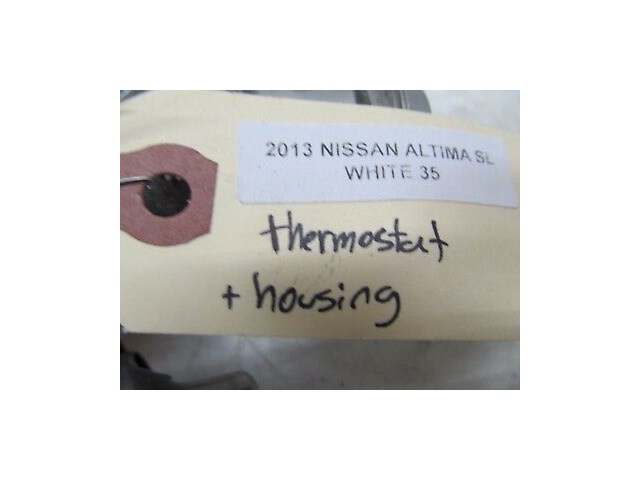 2013 NISSAN ALTIMA SL
WHITE 35
thermostat
+ housing